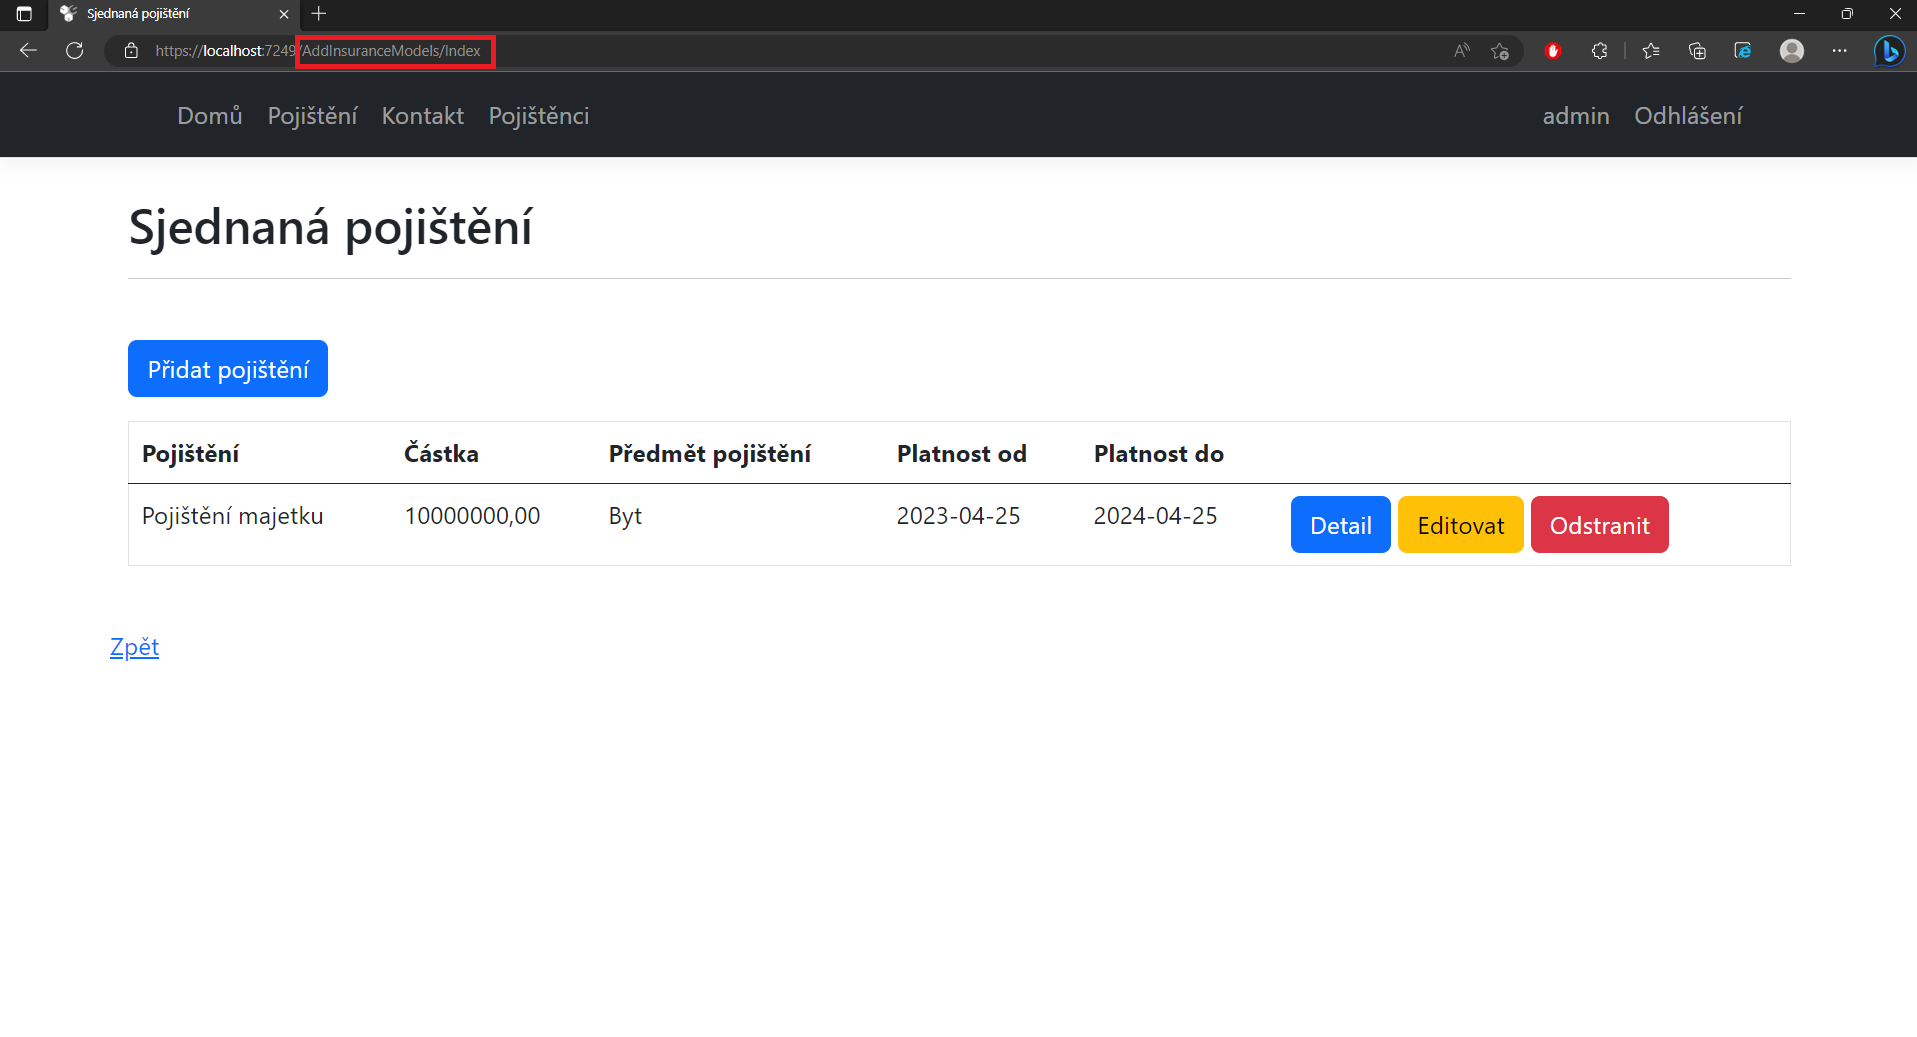 Sjednaná pojištění
https://localhost:7249/AddInsuranceModels/Index
Domů Pojištění Kontakt Pojištěnci admin Odhlášení
Sjednaná pojištění
Přidat pojištění
Pojištění Částka Předmět pojištění Platnost od Platnost do
Pojištění majetku 10000000,00 Byt 2023-04-25 2024-04-25 Detail Editovat Odstranit
Zpět